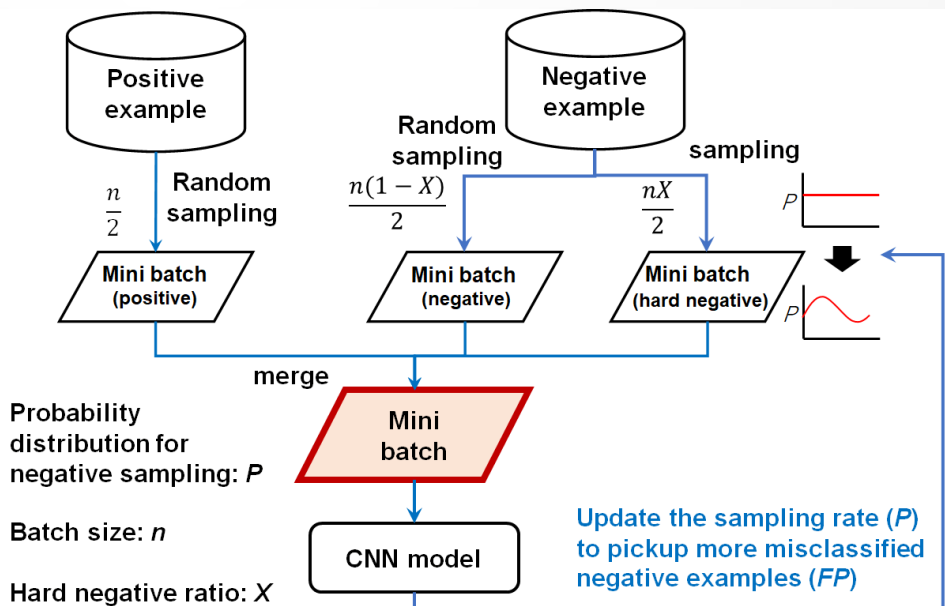 Positive
example
Negative
example
Random
sampling
n/2
Random
sampling
n(1 − X)/2
sampling
nX/2
P
Mini batch
(positive)
Mini batch
(negative)
Mini batch
(hard negative)
P
merge
Mini
batch
Probability
distribution for
negative sampling: P
Batch size: n
CNN model
Update the sampling rate (P)
to pickup more misclassified
negative examples (FP)
Hard negative ratio: X